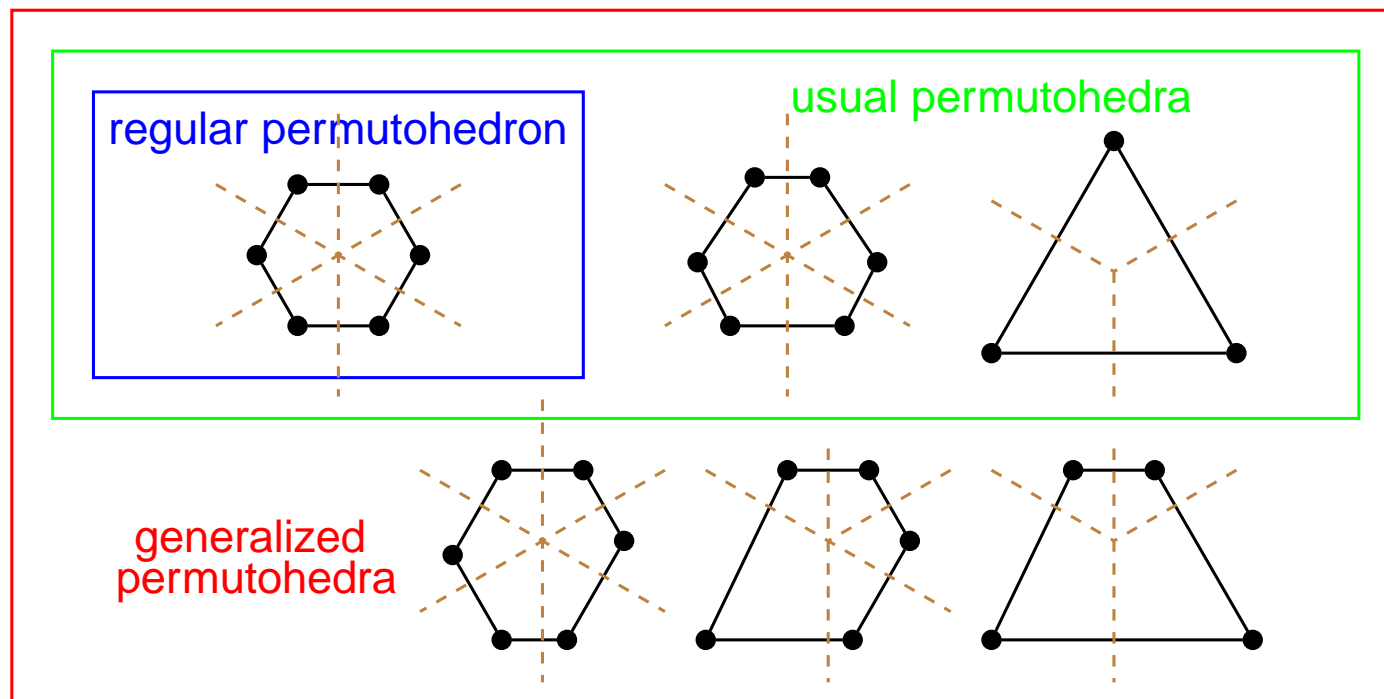 usual permutohedra
regular permutohedron
generalized
permutohedra